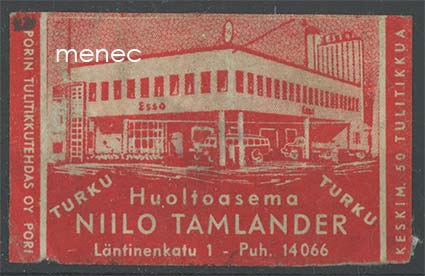 PORIN TULITIKKUTEHDAS OY PORI
menec
Esso
Esso
TURKU
TURKU
Huoltoasema
NIILO TAMLANDER
Läntinenkatu 1 - Puh. 14066
KESKIM. 50 TULITIKKUA